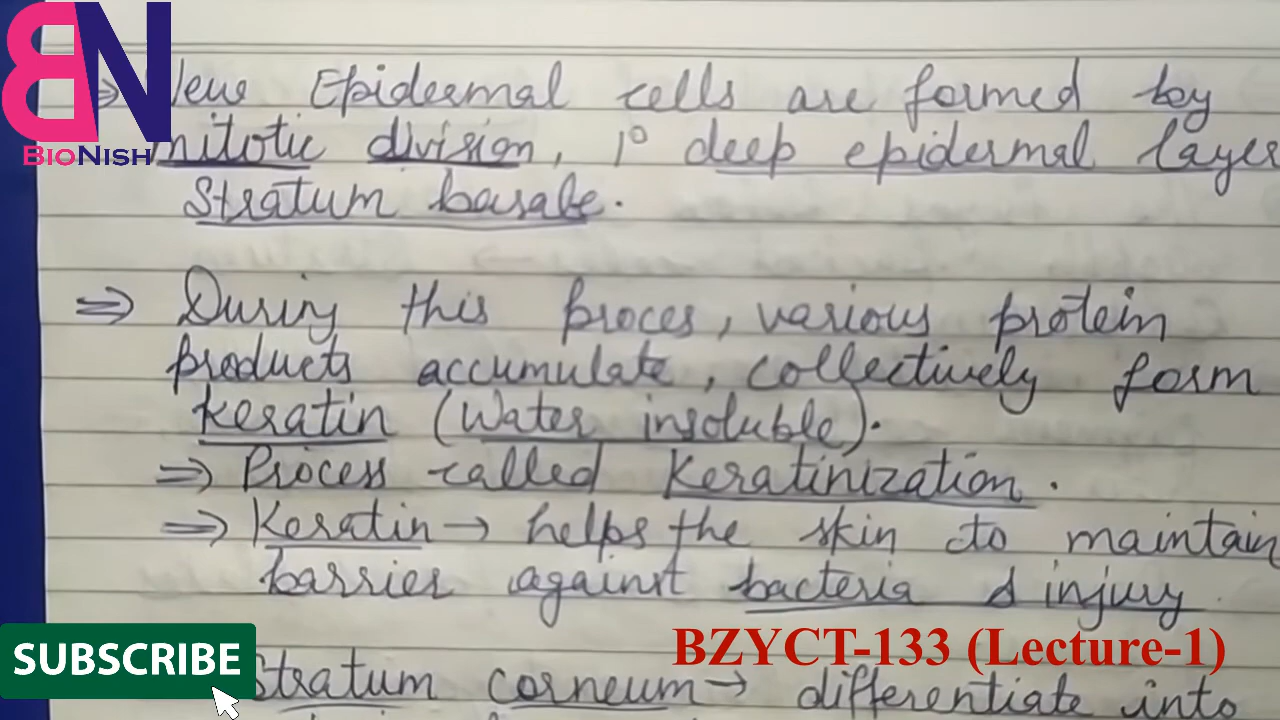 BN
BIONISH
⇒ New Epidermal cells are formed by
mitotic division, 1° deep epidermal layer
Stratum basale.
⇒ During this proces, various protein
products accumulate, collectively form
keratin (Water insoluble).
⇒ Process called Keratinization.
⇒ Keratin → helps the skin to maintain
barrier against bacteria & injury
BZYCT-133 (Lecture-1)
SUBSCRIBE
Stratum corneum → differentiate into